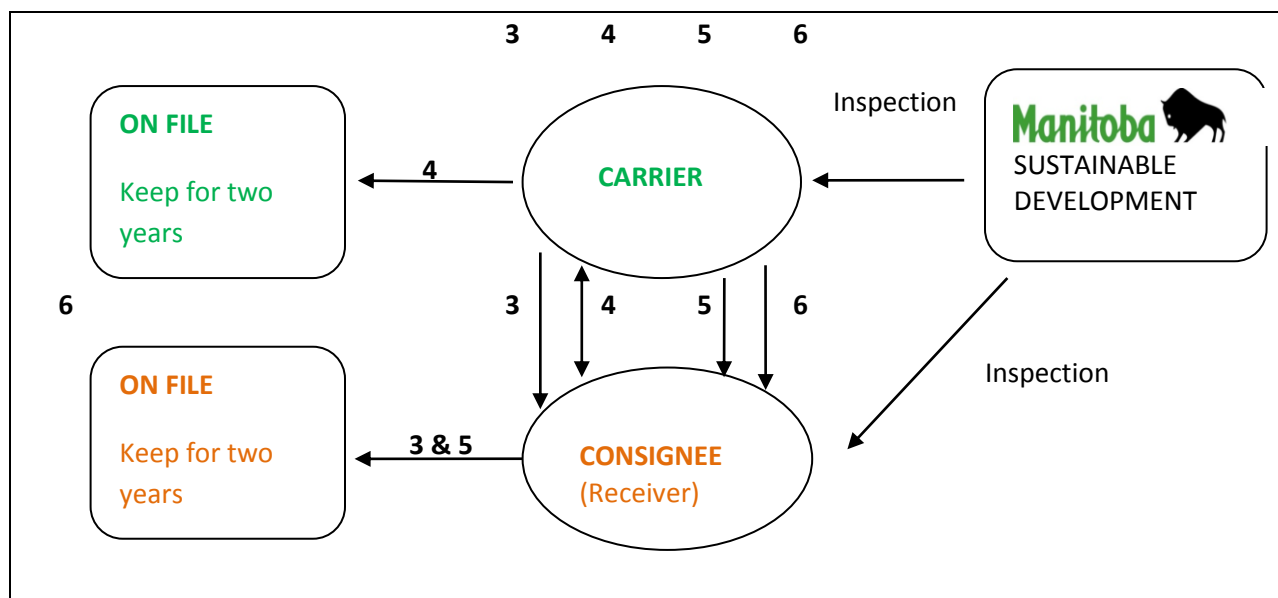 3 4 5 6
Inspection
ON FILE
Keep for two
years
4
CARRIER
Manitoba
SUSTAINABLE
DEVELOPMENT
6
3 4 5 6
ON FILE
Keep for two
years
3 & 5
CONSIGNEE
(Receiver)
Inspection